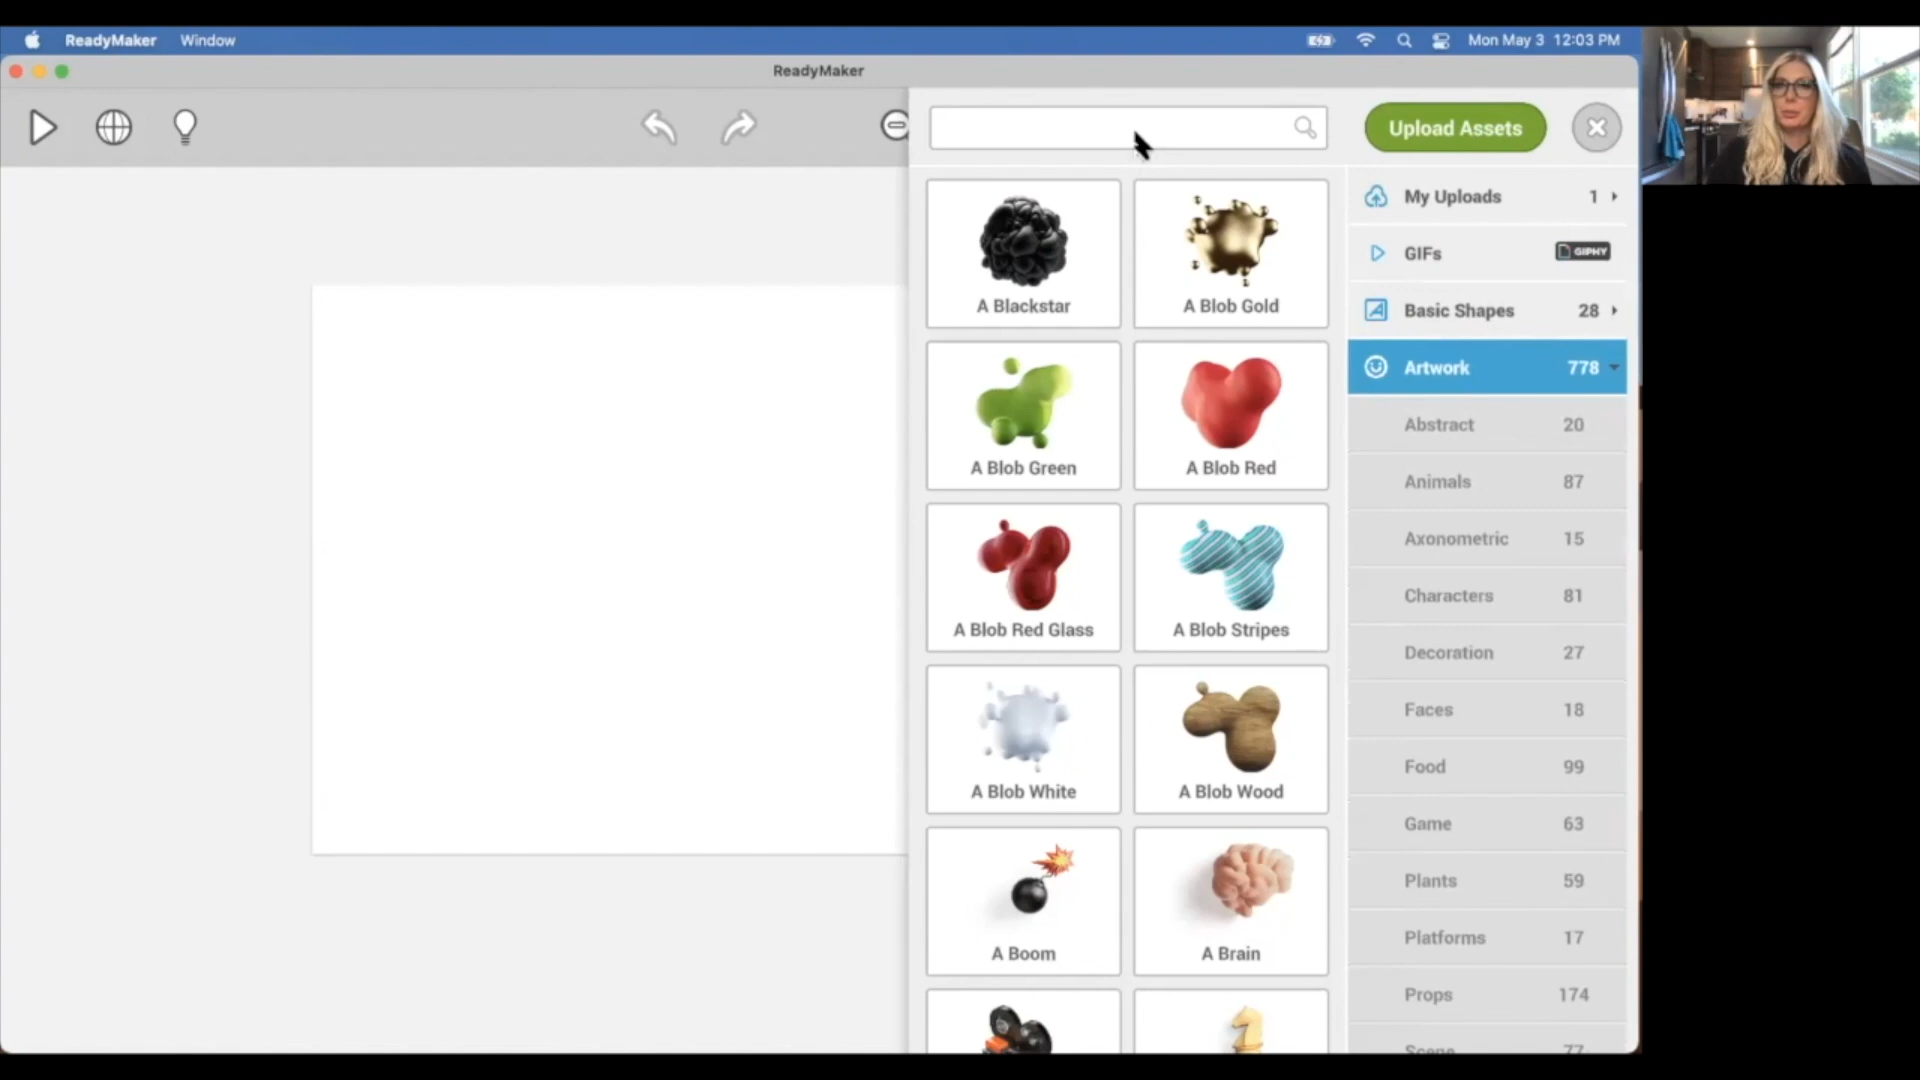 ReadyMaker Window
Mon May 3 12:03 PM
ReadyMaker
Upload Assets
A Blackstar
A Blob Gold
A Blob Green
A Blob Red
A Blob Red Glass
A Blob Stripes
A Blob White
A Blob Wood
A Boom
A Brain
My Uploads 1
GIFs GIPHY
Basic Shapes 28
Artwork 778
Abstract 20
Animals 87
Axonometric 15
Characters 81
Decoration 27
Faces 18
Food 99
Game 63
Plants 59
Platforms 17
Props 174
Scene 77